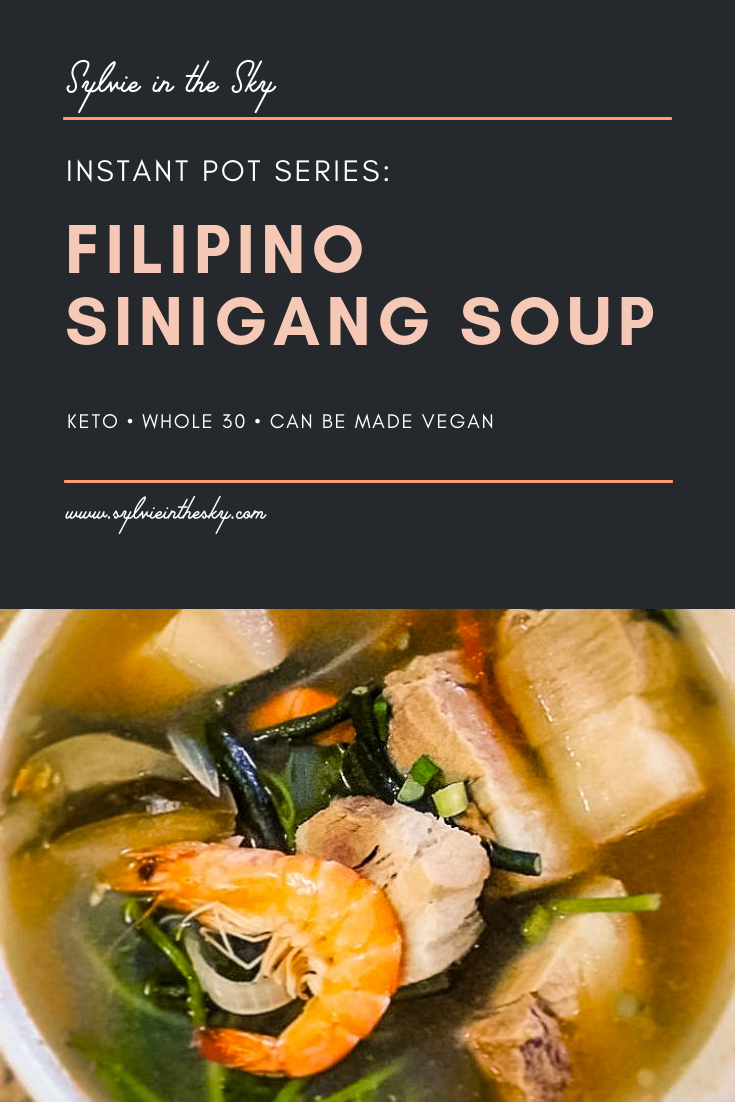 Sylvie in the Sky
INSTANT POT SERIES:
FILIPINO
SINIGANG SOUP
KETO • WHOLE 30 • CAN BE MADE VEGAN
www.sylvieinthesky.com